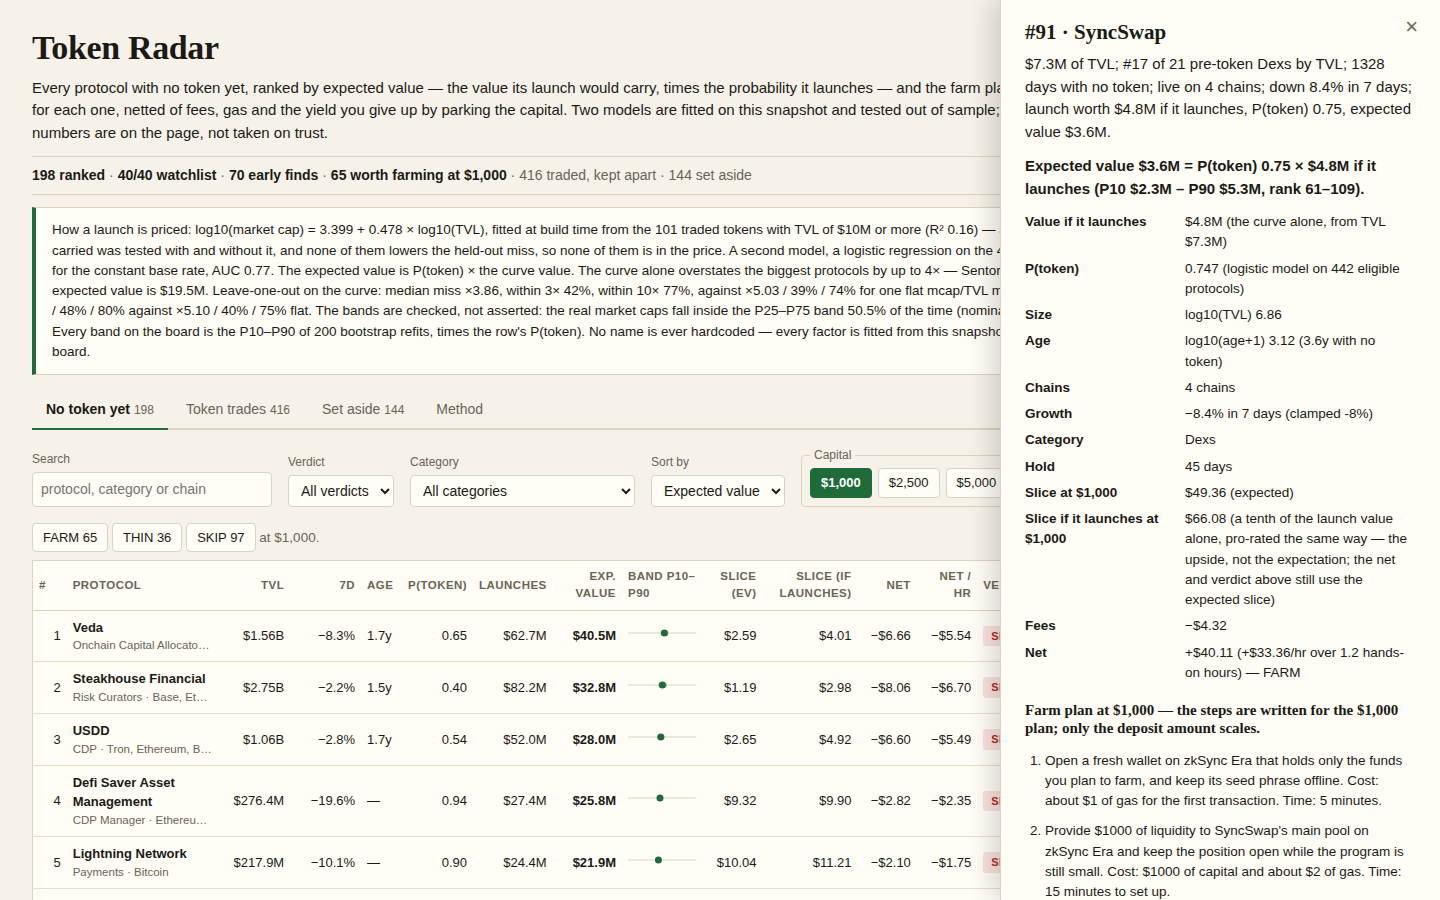 Token Radar
Every protocol with no token yet, ranked by expected value — the value its launch would carry, times the probability it launches — and the farm
for each one, netted of fees, gas and the yield you give up by parking the capital. Two models are fitted on this snapshot and tested out of sample;
numbers are on the page, not taken on trust.
198 ranked · 40/40 watchlist · 70 early finds · 65 worth farming at $1,000 · 416 traded, kept apart · 144 set aside
How a launch is priced: log10(market cap) = 3.399 + 0.478 × log10(TVL), fitted at build time from the 101 traded tokens with TVL of $10M or more (R² 0.16) —
carried was tested with and without it, and none of them lowers the held-out miss, so none of them is in the price. A second model, a logistic regression on the
for the constant base rate, AUC 0.77. The expected value is P(token) × the curve value. The curve alone overstates the biggest protocols by up to 4× —
expected value is $19.5M. Leave-one-out on the curve: median miss ×3.86, within 3× 42%, within 10× 77%, against ×5.03 / 39% / 74% for one flat mcap/TVL
/ 48% / 80% against ×5.10 / 40% / 75% flat. The bands are checked, not asserted: the real market caps fall inside the P25–P75 band 50.5% of the time
Every band on the board is the P10–P90 of 200 bootstrap refits, times the row's P(token). No name is ever hardcoded — every factor is fitted from this
board.
No token yet 198 Token trades 416 Set aside 144 Method
Search
Verdict
Category
Sort by
Capital
protocol, category or chain
All verdicts
All categories
Expected value
$1,000
$2,500
$5,000
FARM 65 THIN 36 SKIP 97 at $1,000.
# PROTOCOL TVL 7D AGE P(TOKEN) LAUNCHES EXP. VALUE BAND P10–P90 SLICE (EV) SLICE (IF LAUNCHES) NET NET / HR
1 Veda $1.56B −8.3% 1.7y 0.65 $62.7M $40.5M $2.59 $4.01 −$6.66 −$5.54
Onchain Capital Allocato…
2 Steakhouse Financial $2.75B −2.2% 1.5y 0.40 $82.2M $32.8M $1.19 $2.98 −$8.06 −$6.70
Risk Curators · Base, Et…
3 USDD $1.06B −2.8% 1.7y 0.54 $52.0M $28.0M $2.65 $4.92 −$6.60 −$5.49
CDP · Tron, Ethereum, B…
4 Defi Saver Asset Management $276.4M −19.6% — 0.94 $27.4M $25.8M $9.32 $9.90 −$2.82 −$2.35
CDP Manager · Ethereu…
5 Lightning Network $217.9M −10.1% — 0.90 $24.4M $21.9M $10.04 $11.21 −$2.10 −$1.75
Payments · Bitcoin
#91 · SyncSwap
×
$7.3M of TVL; #17 of 21 pre-token Dexs by TVL; 1328
days with no token; live on 4 chains; down 8.4% in 7 days;
launch worth $4.8M if it launches, P(token) 0.75, expected
value $3.6M.
Expected value $3.6M = P(token) 0.75 × $4.8M if it
launches (P10 $2.3M – P90 $5.3M, rank 61–109).
Value if it launches $4.8M (the curve alone, from TVL
$7.3M)
P(token) 0.747 (logistic model on 442 eligible
protocols)
Size log10(TVL) 6.86
Age log10(age+1) 3.12 (3.6y with no
token)
Chains 4 chains
Growth −8.4% in 7 days (clamped -8%)
Category Dexs
Hold 45 days
Slice at $1,000 $49.36 (expected)
Slice if it launches at $1,000 $66.08 (a tenth of the launch value
alone, pro-rated the same way — the
upside, not the expectation; the net
and verdict above still use the
expected slice)
Fees −$4.32
Net +$40.11 (+$33.36/hr over 1.2 hands-
on hours) — FARM
Farm plan at $1,000 — the steps are written for the $1,000
plan; only the deposit amount scales.
1. Open a fresh wallet on zkSync Era that holds only the funds
you plan to farm, and keep its seed phrase offline. Cost:
about $1 of gas for the first transaction. Time: 5 minutes.
2. Provide $1000 of liquidity to SyncSwap's main pool on
zkSync Era and keep the position open while the program is
still small. Cost: $1000 of capital and about $2 of gas. Time:
15 minutes to set up.